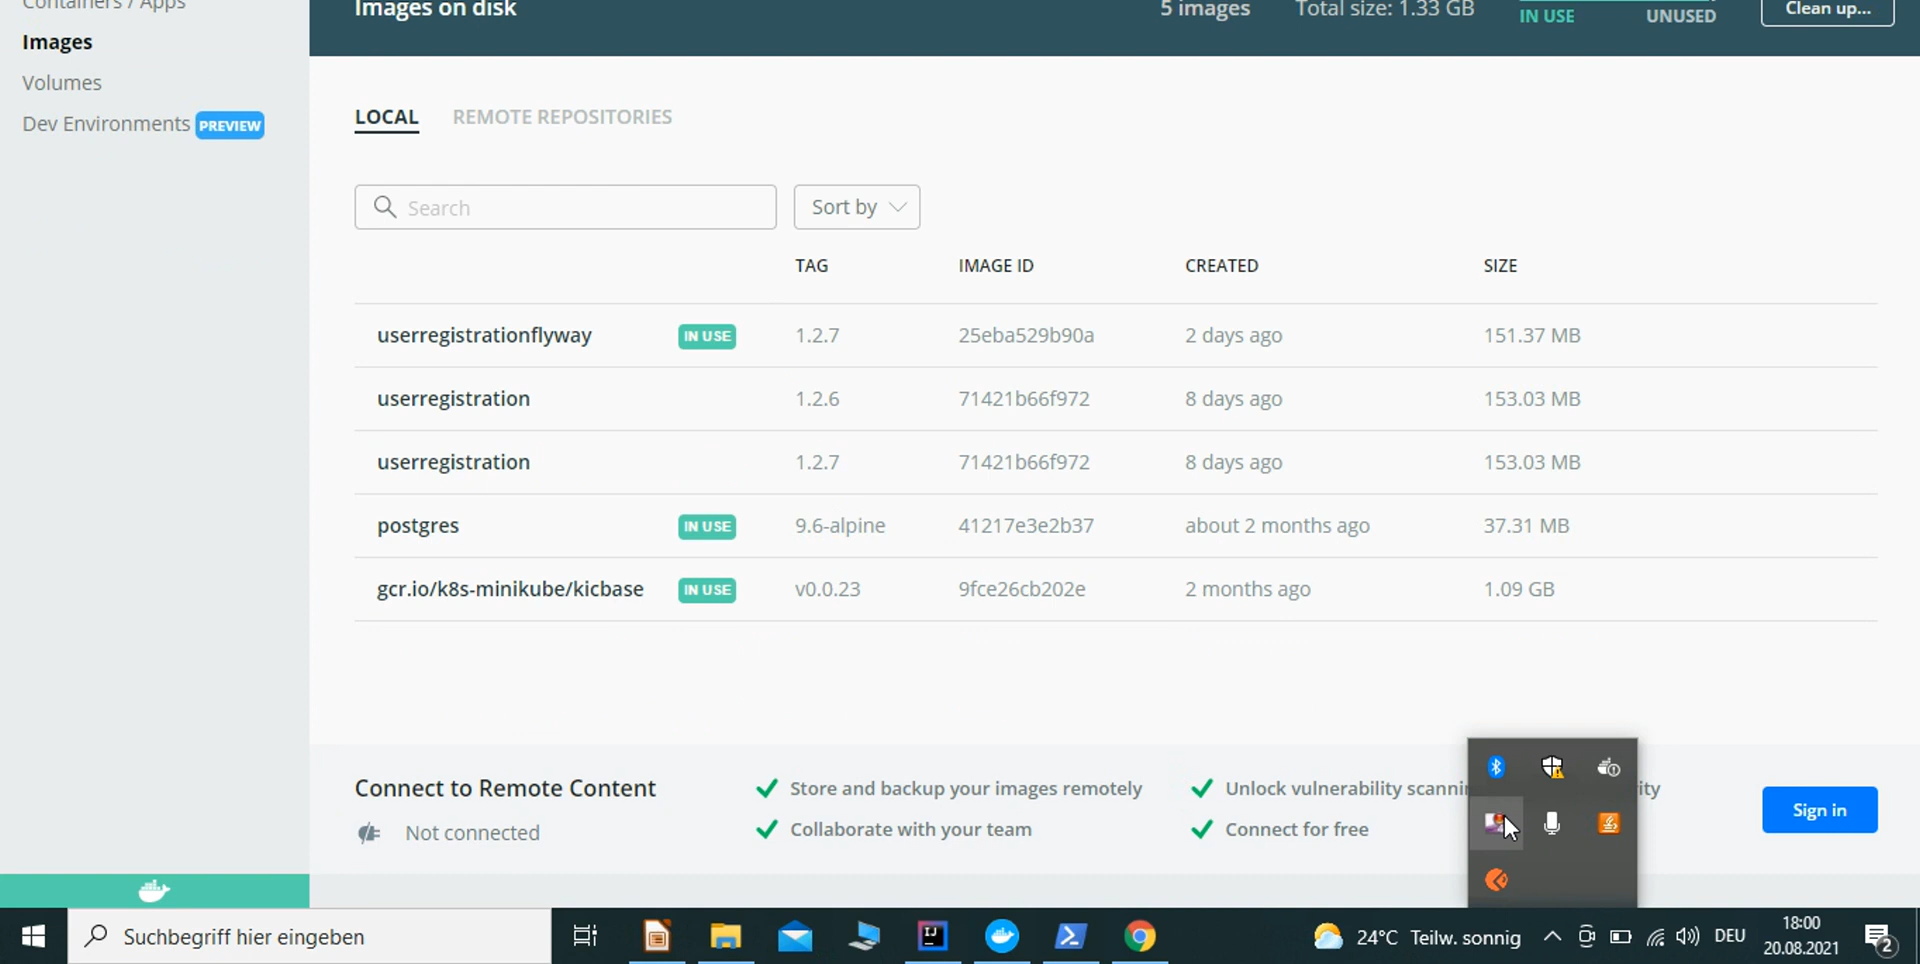 Containers / Apps
Images
Volumes
Dev Environments PREVIEW
Images on disk
5 images Total size: 1.33 GB
IN USE UNUSED
Clean up...
LOCAL REMOTE REPOSITORIES
Search
Sort by
TAG IMAGE ID CREATED SIZE
userregistrationflyway IN USE 1.2.7 25eba529b90a 2 days ago 151.37 MB
userregistration 1.2.6 71421b66f972 8 days ago 153.03 MB
userregistration 1.2.7 71421b66f972 8 days ago 153.03 MB
postgres IN USE 9.6-alpine 41217e3e2b37 about 2 months ago 37.31 MB
gcr.io/k8s-minikube/kicbase IN USE v0.0.23 9fce26cb202e 2 months ago 1.09 GB
Connect to Remote Content
Not connected
Store and backup your images remotely
Collaborate with your team
Unlock vulnerability
Connect for free
Sign in
Suchbegriff hier eingeben
24°C Teilw. sonnig
DEU
18:00
20.08.2021
2